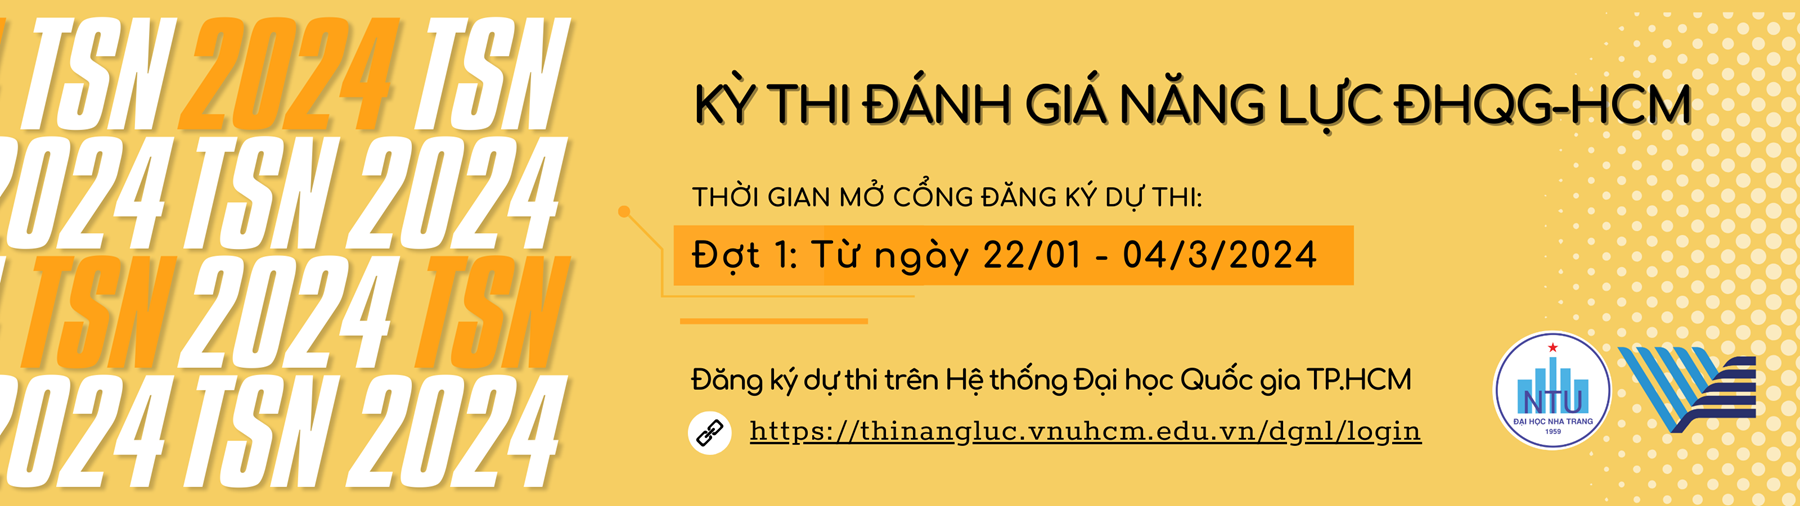 TSN 2024 TSN
2024 TSN 2024
TSN 2024 TSN
2024 TSN 2024
KỲ THI ĐÁNH GIÁ NĂNG LỰC ĐHQG-HCM
THỜI GIAN MỞ CỔNG ĐĂNG KÝ DỰ THI:
Đợt 1: Từ ngày 22/01 - 04/3/2024
Đăng ký dự thi trên Hệ thống Đại học Quốc gia TP.HCM
https://thinangluc.vnuhcm.edu.vn/dgnl/login
NTU
ĐẠI HỌC NHA TRANG
1959